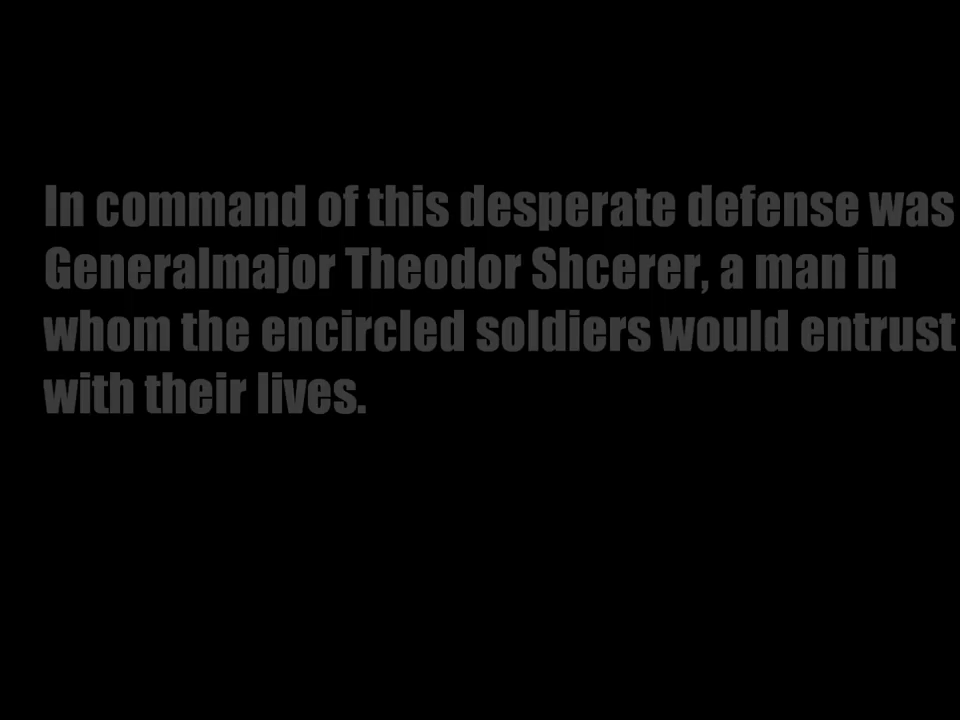 In command of this desperate defense was
Generalmajor Theodor Shcerer, a man in
whom the encircled soldiers would entrust
with their lives.